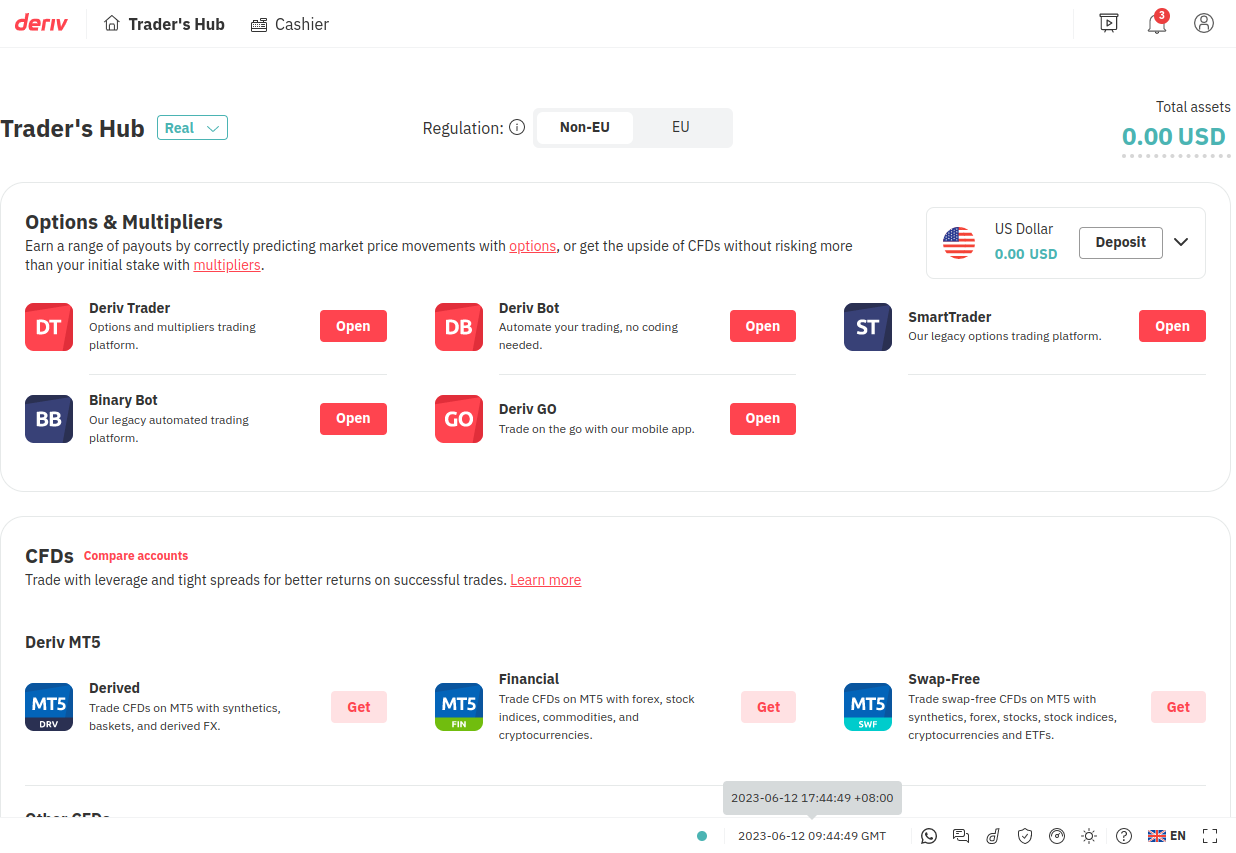 deriv
Trader's Hub
Cashier
3
Total assets
Trader's Hub
Real
Regulation:
Non-EU
EU
0.00 USD
Options & Multipliers
Earn a range of payouts by correctly predicting market price movements with options, or get the upside of CFDs without risking more
than your initial stake with multipliers.
US Dollar
0.00 USD
Deposit
DT
Deriv Trader
Options and multipliers trading
platform.
Open
DB
Deriv Bot
Automate your trading, no coding
needed.
Open
ST
SmartTrader
Our legacy options trading platform.
Open
BB
Binary Bot
Our legacy automated trading
platform.
Open
GO
Deriv GO
Trade on the go with our mobile app.
Open
CFDs
Compare accounts
Trade with leverage and tight spreads for better returns on successful trades. Learn more
Deriv MT5
MT5
DRV
Derived
Trade CFDs on MT5 with synthetics,
baskets, and derived FX.
Get
MT5
FIN
Financial
Trade CFDs on MT5 with forex, stock
indices, commodities, and
cryptocurrencies.
Get
MT5
SWF
Swap-Free
Trade swap-free CFDs on MT5 with
synthetics, forex, stocks, stock indices,
cryptocurrencies and ETFs.
Get
Other CFDs
2023-06-12 17:44:49 +08:00
2023-06-12 09:44:49 GMT
EN